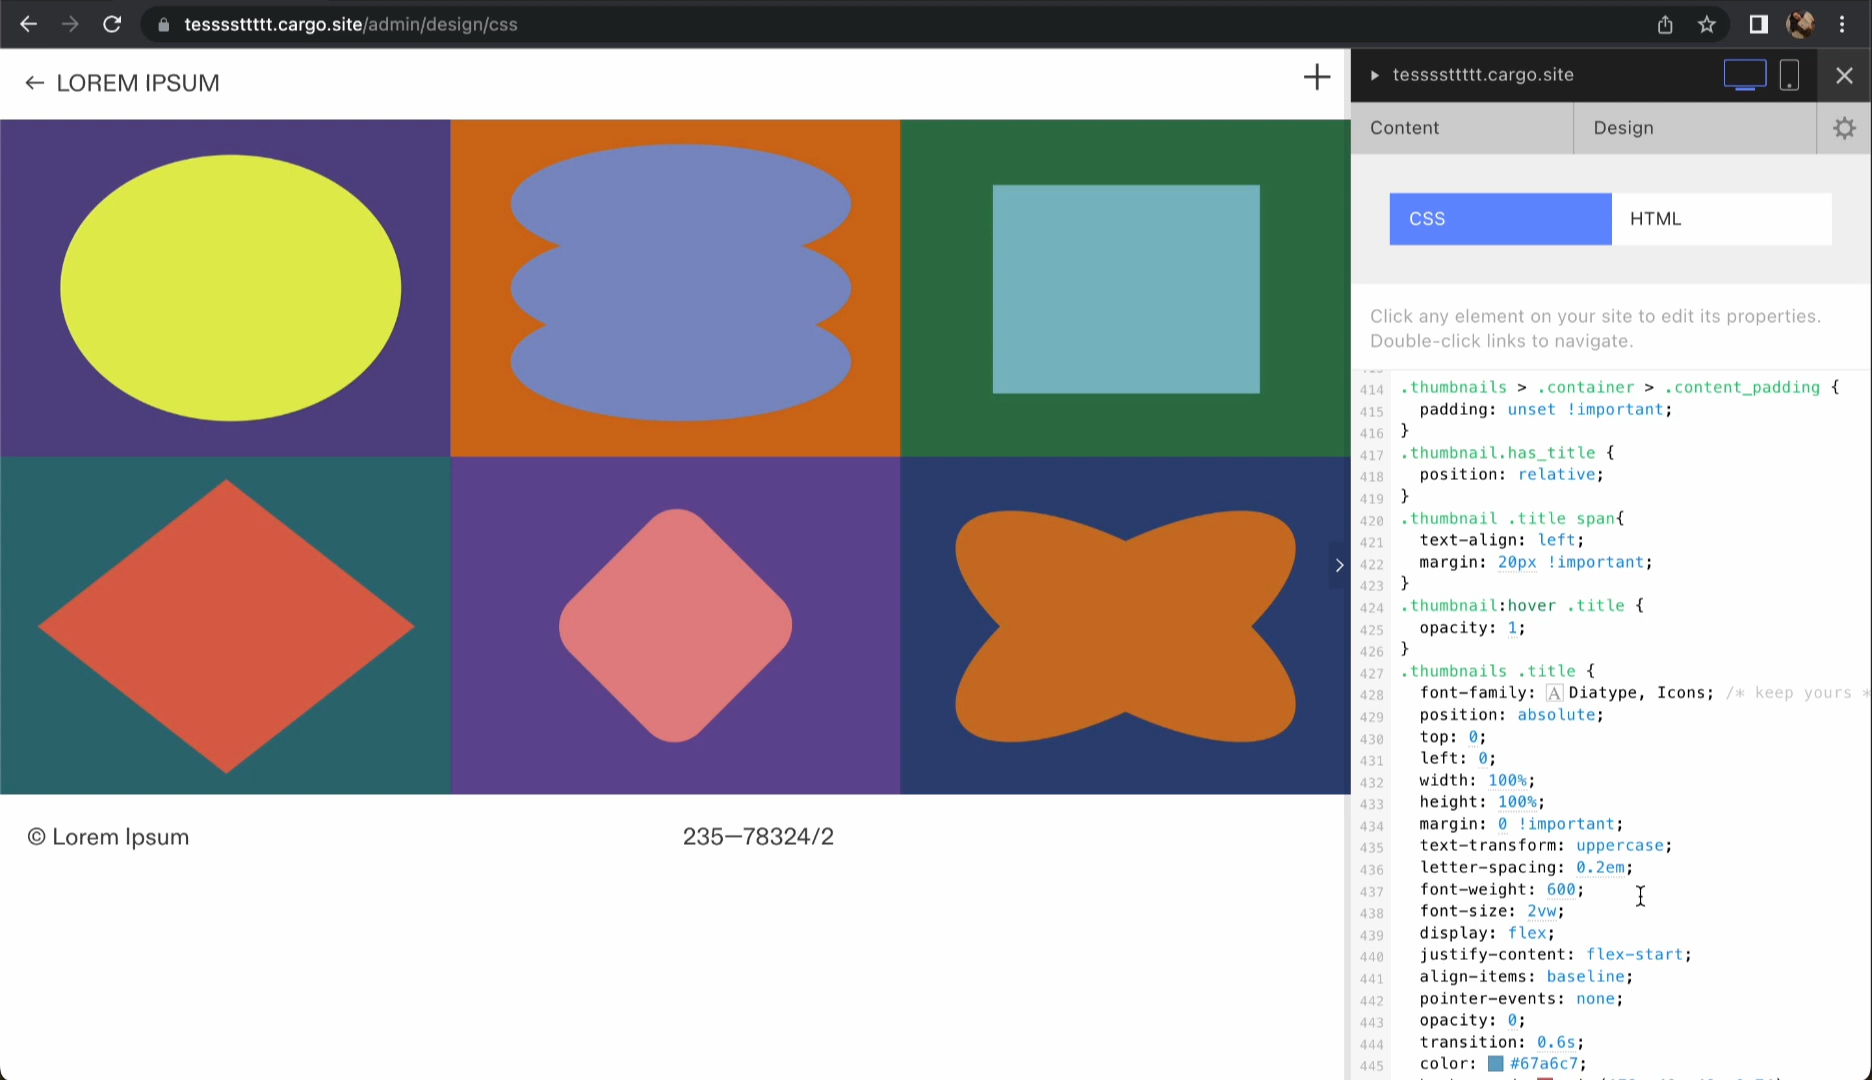 tesssssttttt.cargo.site/admin/design/css
← LOREM IPSUM
+
© Lorem Ipsum
235—78324/2
tesssssttttt.cargo.site
Content
Design
CSS
HTML
Click any element on your site to edit its properties.
Double-click links to navigate.
414 .thumbnails > .container > .content_padding {
415 padding: unset !important;
416 }
417 .thumbnail.has_title {
418 position: relative;
419 }
420 .thumbnail .title span{
421 text-align: left;
422 margin: 20px !important;
423 }
424 .thumbnail:hover .title {
425 opacity: 1;
426 }
427 .thumbnails .title {
428 font-family: A Diatype, Icons; /* keep yours *
429 position: absolute;
430 top: 0;
431 left: 0;
432 width: 100%;
433 height: 100%;
434 margin: 0 !important;
435 text-transform: uppercase;
436 letter-spacing: 0.2em;
437 font-weight: 600;
438 font-size: 2vw;
439 display: flex;
440 justify-content: flex-start;
441 align-items: baseline;
442 pointer-events: none;
443 opacity: 0;
444 transition: 0.6s;
445 color: #67a6c7;